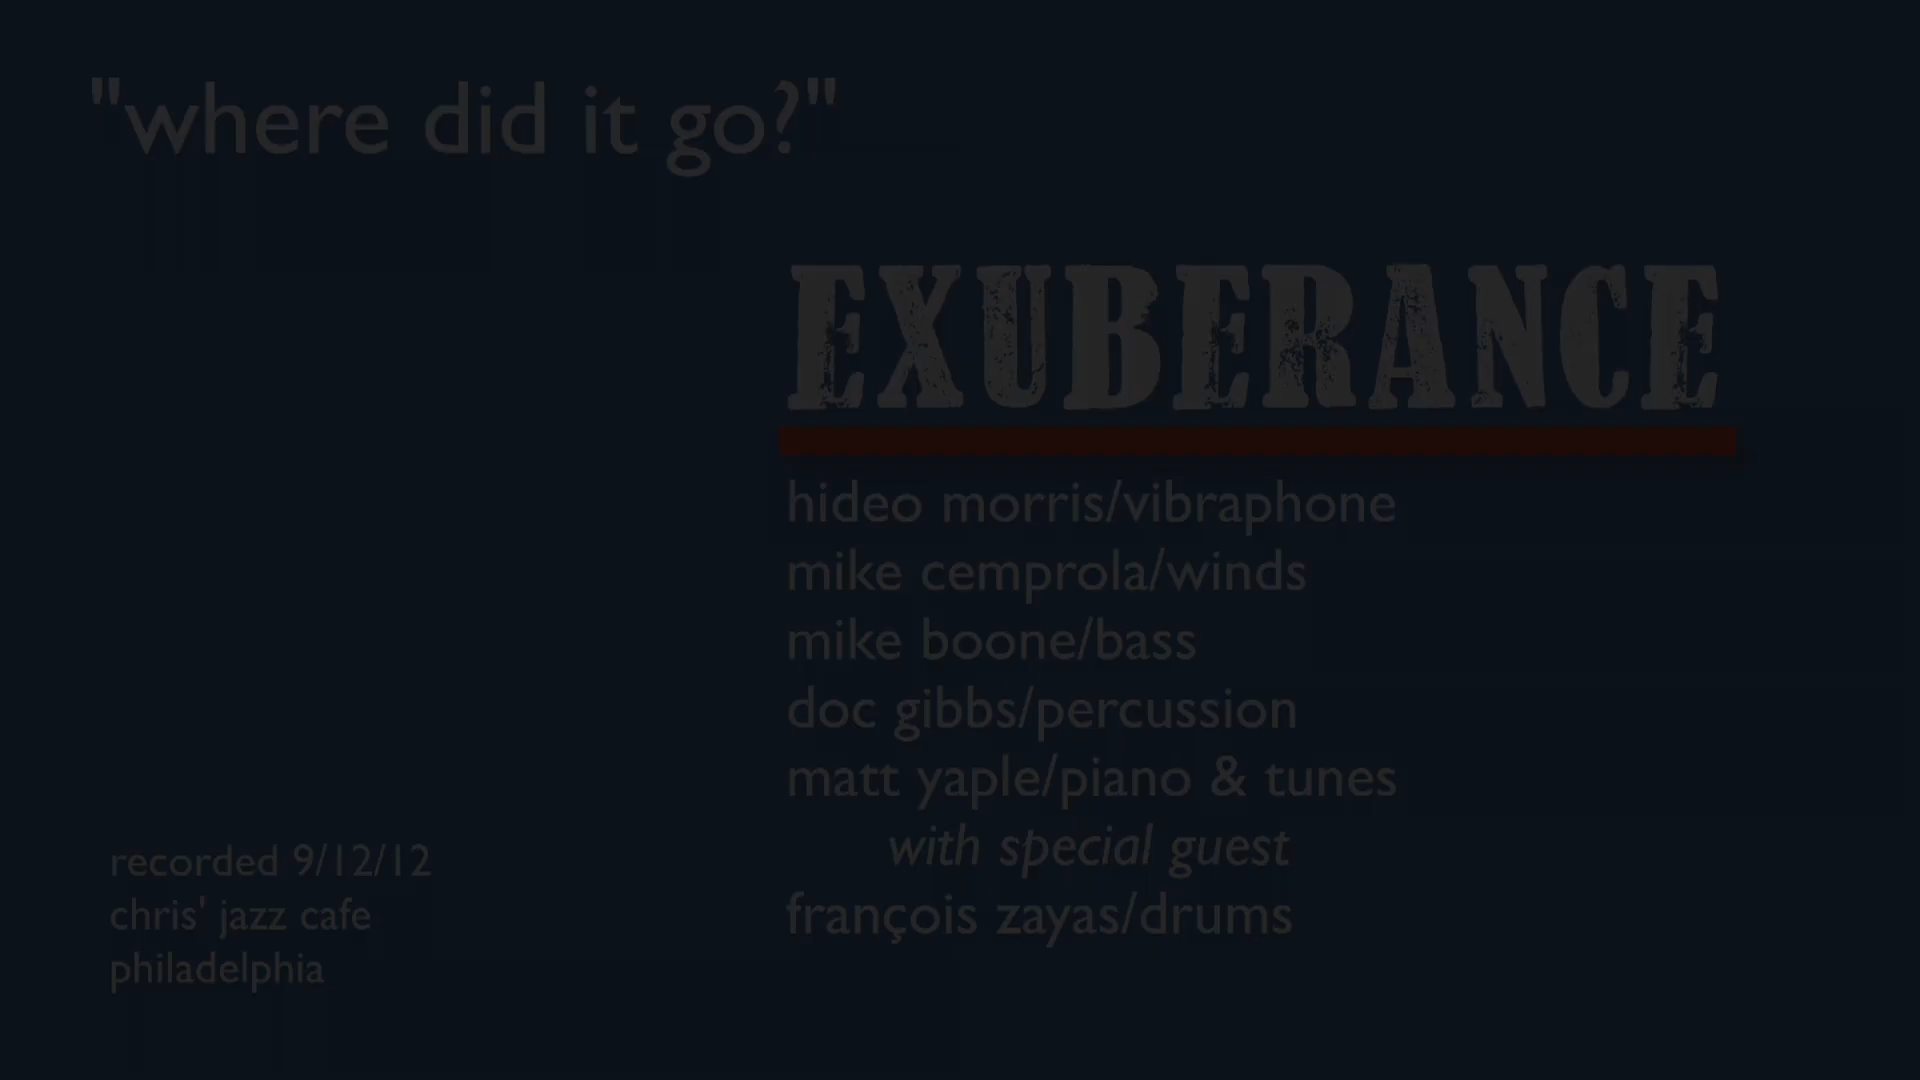 "where did it go?"
EXUBERANCE
hideo morris/vibraphone
mike cemprola/winds
mike boone/bass
doc gibbs/percussion
matt yaple/piano & tunes
with special guest
françois zayas/drums
recorded 9/12/12
chris' jazz cafe
philadelphia